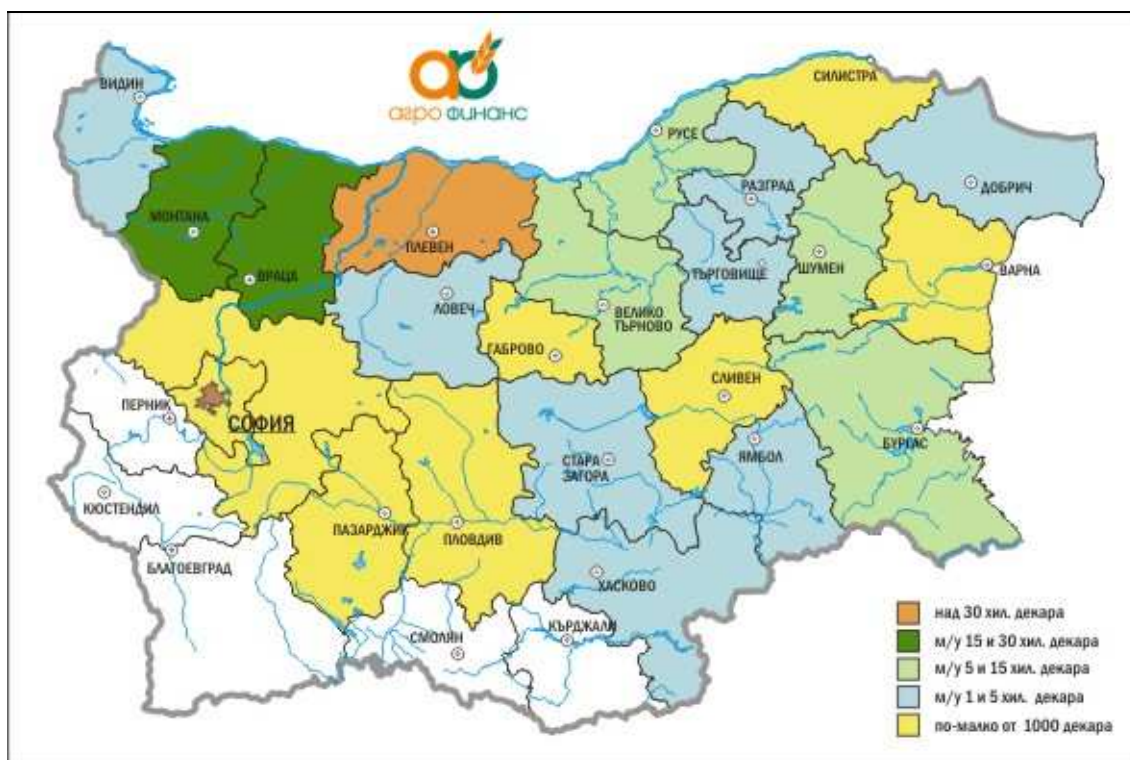 агро финанс
ВИДИН
СИЛИСТРА
РУСЕ
РАЗГРАД
ДОБРИЧ
МОНТАНА
ПЛЕВЕН
ВРАЦА
ЛОВЕЧ
ТЪРГОВИЩЕ
ШУМЕН
ВАРНА
ВЕЛИКО
ТЪРНОВО
ГАБРОВО
СЛИВЕН
ПЕРНИК
СОФИЯ
БУРГАС
ЯМБОЛ
СТАРА
ЗАГОРА
КЮСТЕНДИЛ
ПАЗАРДЖИК
ПЛОВДИВ
БЛАГОЕВГРАД
ХАСКОВО
СМОЛЯН
КЪРДЖАЛИ
над 30 хил. декара
м/у 15 и 30 хил. декара
м/у 5 и 15 хил. декара
м/у 1 и 5 хил. декара
по-малко от 1000 декара